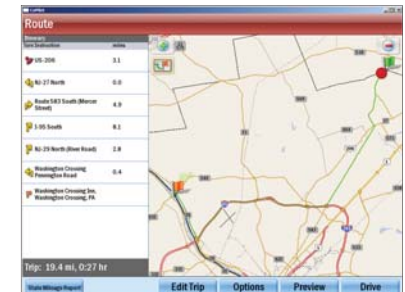 CoPilot
Route
Itinerary
Turn Instruction miles
US-206 3.1
NJ-27 North 0.0
Route 583 South (Mercer Street) 4.9
I-95 South 8.1
NJ-29 North (River Road) 2.8
Washington Crossing Pennington Road 0.4
Washington Crossing Inn, Washington Crossing, PA
Trip: 19.4 mi, 0:27 hr
State Mileage Report
Edit Trip
Options
Preview
Drive